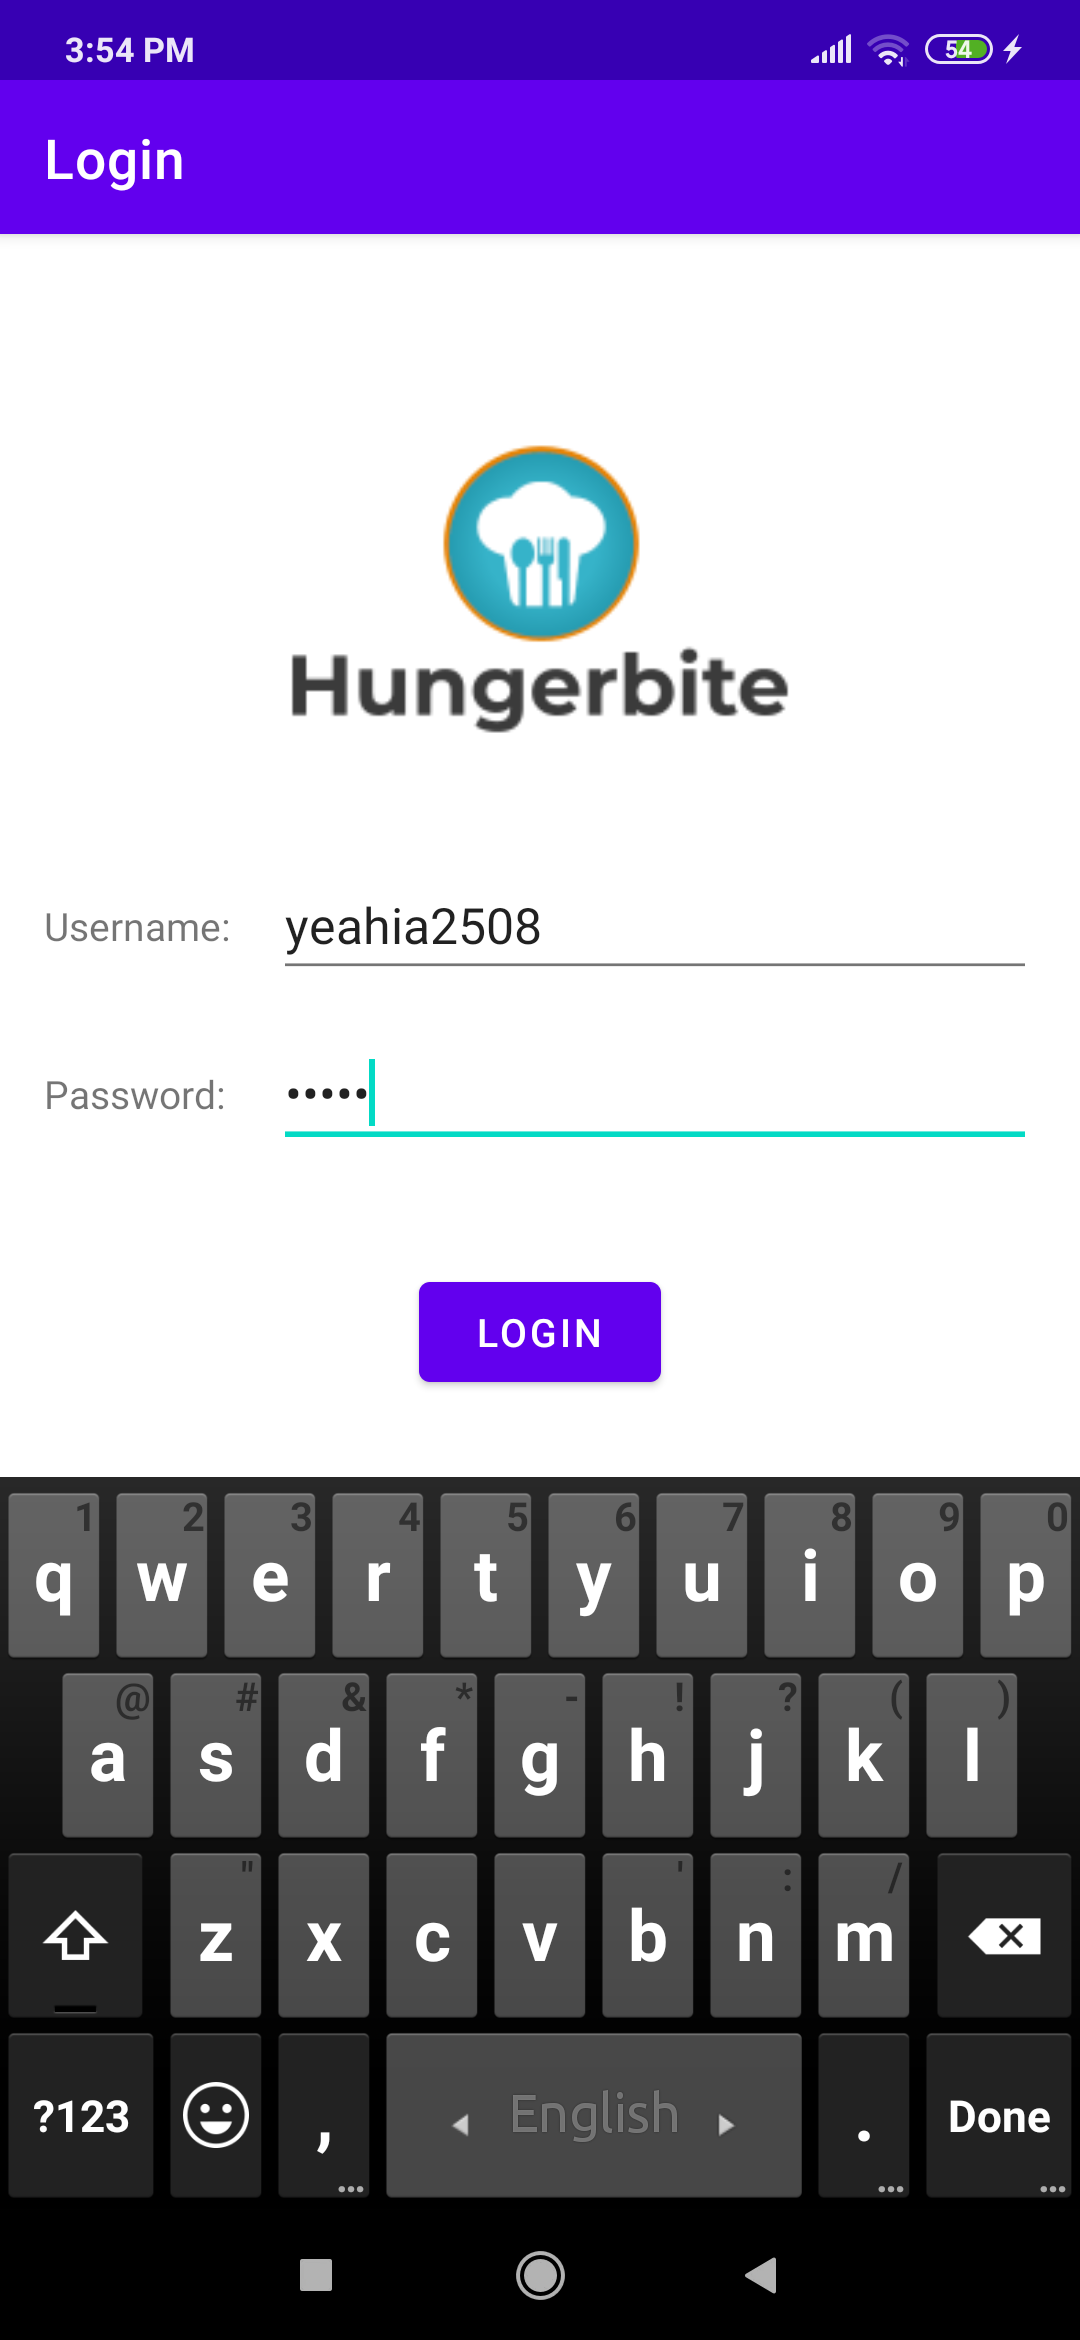 3:54 PM 54
Login
Hungerbite
Username: yeahia2508
Password: •••••
LOGIN
1 2 3 4 5 6 7 8 9 0
q w e r t y u i o p
@ # & * - ! ? ( )
a s d f g h j k l
" ' : /
z x c v b n m
?123 , English . Done